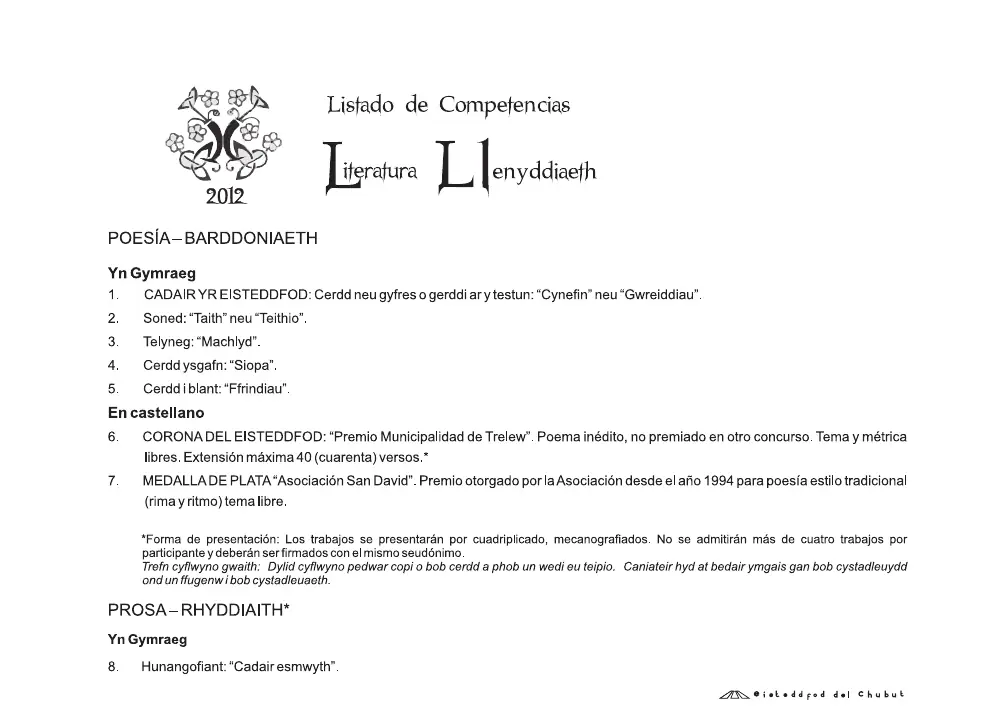 Listado de Competencias
Literatura Llenyddiaeth
2012
POESÍA – BARDDONIAETH
Yn Gymraeg
1. CADAIR YR EISTEDDFOD: Cerdd neu gyfres o gerddi ar y testun: “Cynefin” neu “Gwreiddiau”.
2. Soned: “Taith” neu “Teithio”.
3. Telyneg: “Machlyd”.
4. Cerdd ysgafn: “Siopa”.
5. Cerdd i blant: “Ffrindiau”.
En castellano
6. CORONA DEL EISTEDDFOD: “Premio Municipalidad de Trelew”. Poema inédito, no premiado en otro concurso. Tema y métrica
libres. Extensión máxima 40 (cuarenta) versos.*
7. MEDALLA DE PLATA “Asociación San David”. Premio otorgado por la Asociación desde el año 1994 para poesía estilo tradicional
(rima y ritmo) tema libre.
*Forma de presentación: Los trabajos se presentarán por cuadriplicado, mecanografiados. No se admitirán más de cuatro trabajos por
participante y deberán ser firmados con el mismo seudónimo.
Trefn cyflwyno gwaith: Dylid cyflwyno pedwar copi o bob cerdd a phob un wedi eu teipio. Caniateir hyd at bedair ymgais gan bob cystadleuydd
ond un ffugenw i bob cystadleuaeth.
PROSA – RHYDDIAITH*
Yn Gymraeg
8. Hunangofiant: “Cadair esmwyth”.
eisteddfod del Chubut